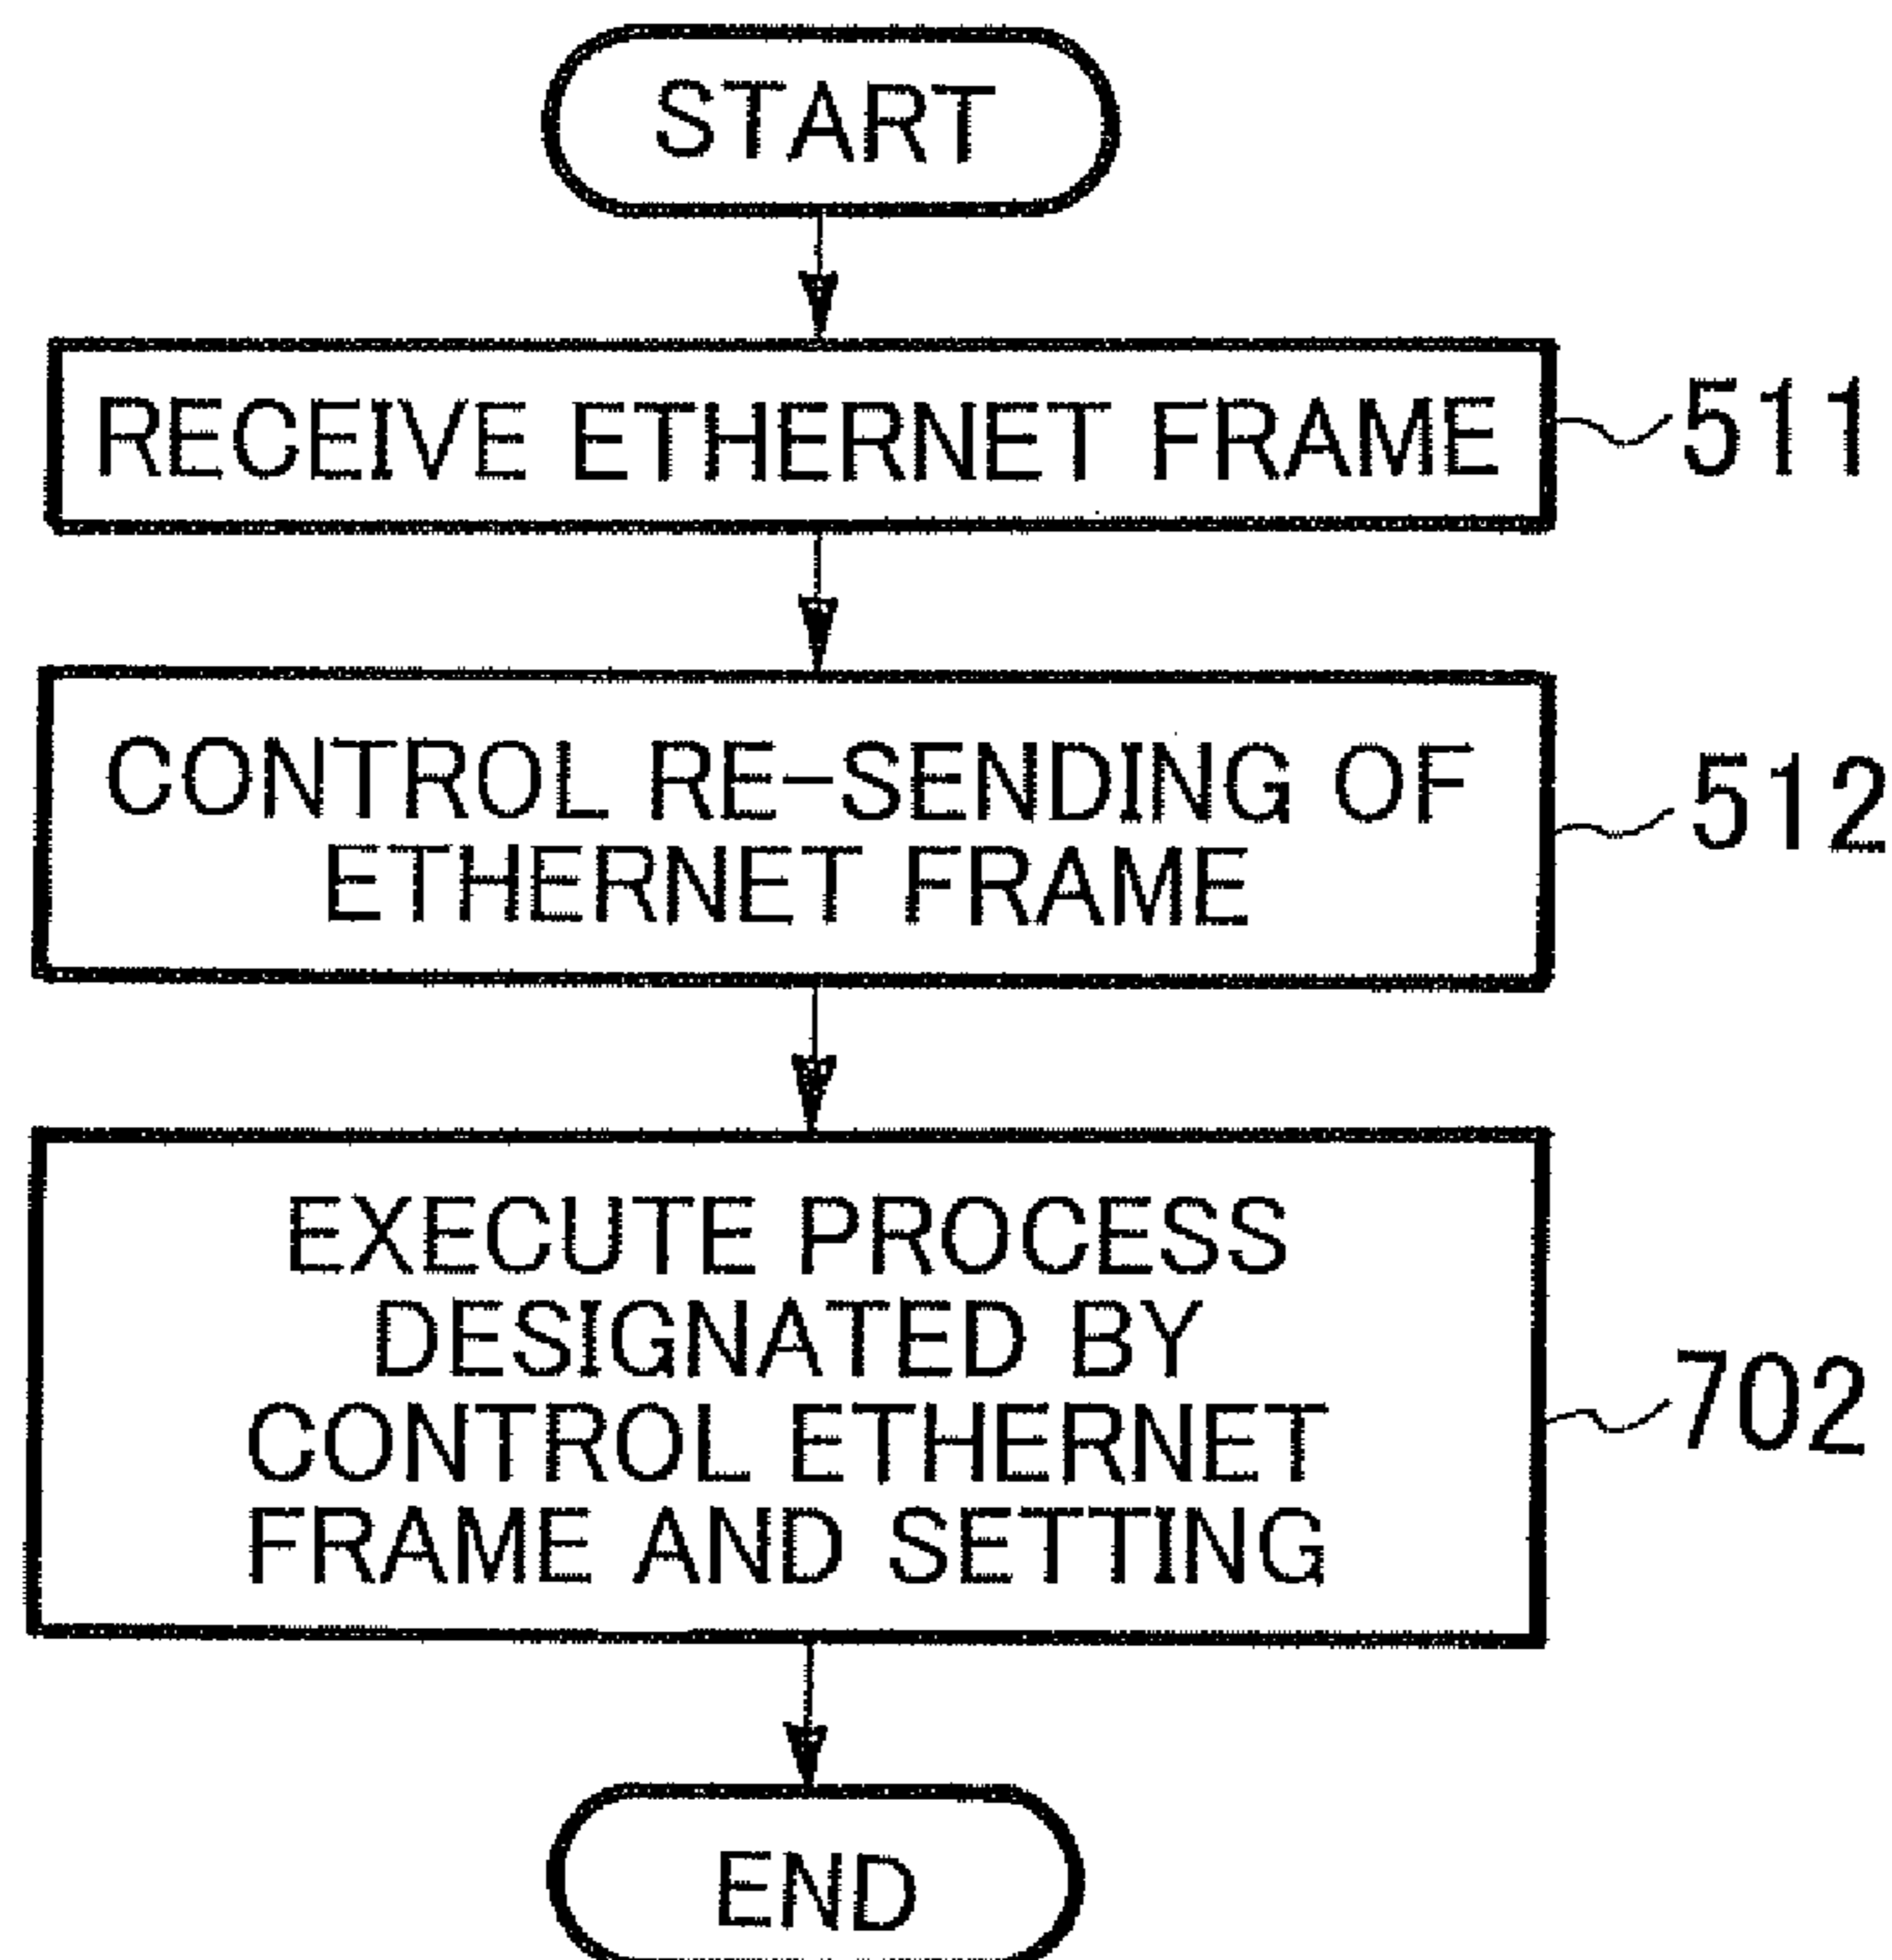 START
RECEIVE ETHERNET FRAME
511
CONTROL RE-SENDING OF
ETHERNET FRAME
512
EXECUTE PROCESS
DESIGNATED BY
CONTROL ETHERNET
FRAME AND SETTING
702
END